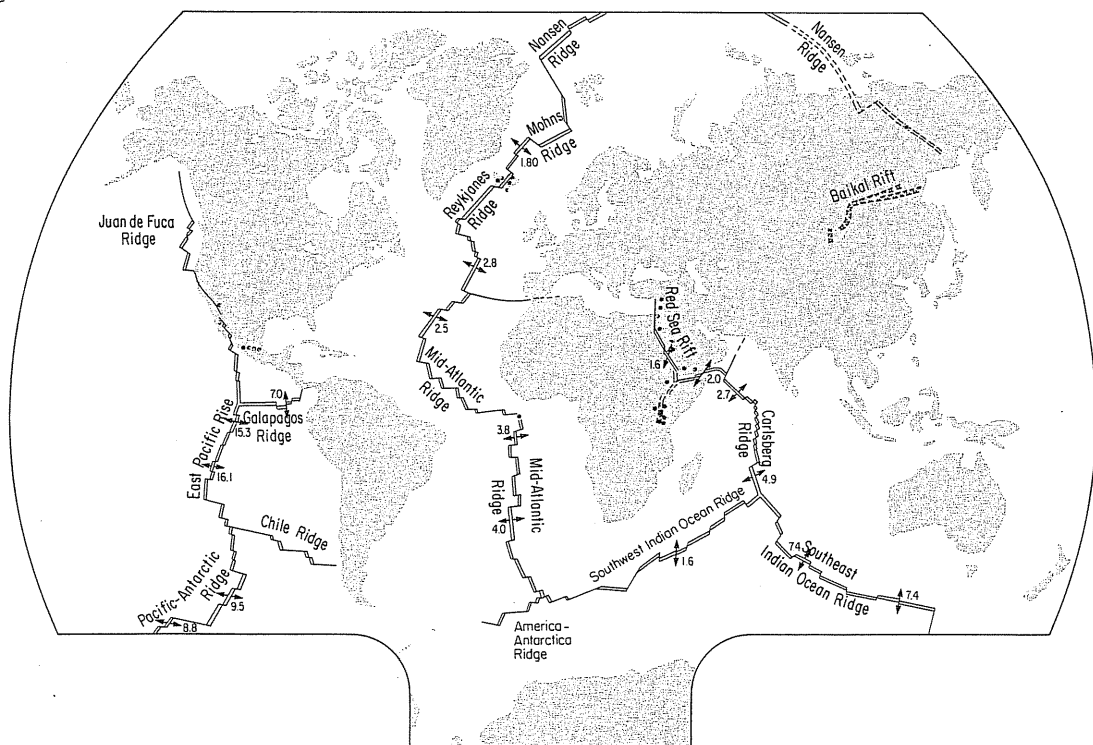 Nansen
Ridge
Nansen
Ridge
Mohns
Ridge
1.80
Reykjanes
Ridge
Baikal Rift
Juan de Fuca
Ridge
2.8
2.5
Red Sea Rift
1.6
2.0
2.7
Mid-Atlantic
Ridge
7.0
Galapagos
Ridge
15.3
East Pacific Rise
16.1
3.8
Mid-Atlantic
Ridge
4.0
Carlsberg
Ridge
4.9
Chile Ridge
Southwest Indian Ocean Ridge
1.6
7.4
Southeast
Indian Ocean Ridge
7.4
Pacific-Antarctic
Ridge
9.5
8.8
America-
Antarctica
Ridge